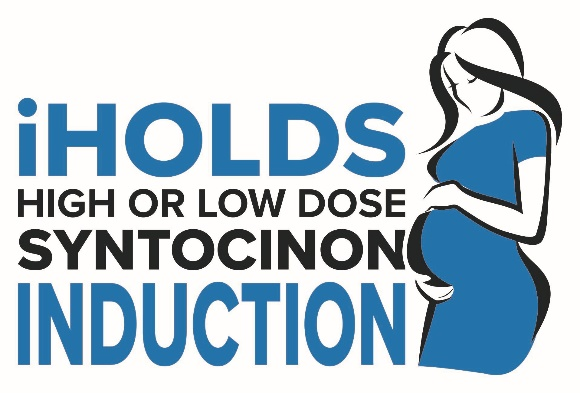 iHOLDS
HIGH OR LOW DOSE
SYNTOCINON
INDUCTION